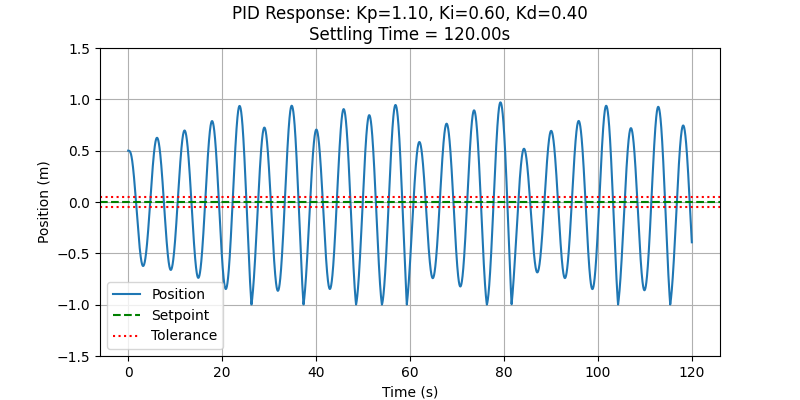 PID Response: Kp=1.10, Ki=0.60, Kd=0.40
Settling Time = 120.00s
Position (m)
1.5
1.0
0.5
0.0
−0.5
−1.0
−1.5
Position
Setpoint
Tolerance
0 20 40 60 80 100 120
Time (s)